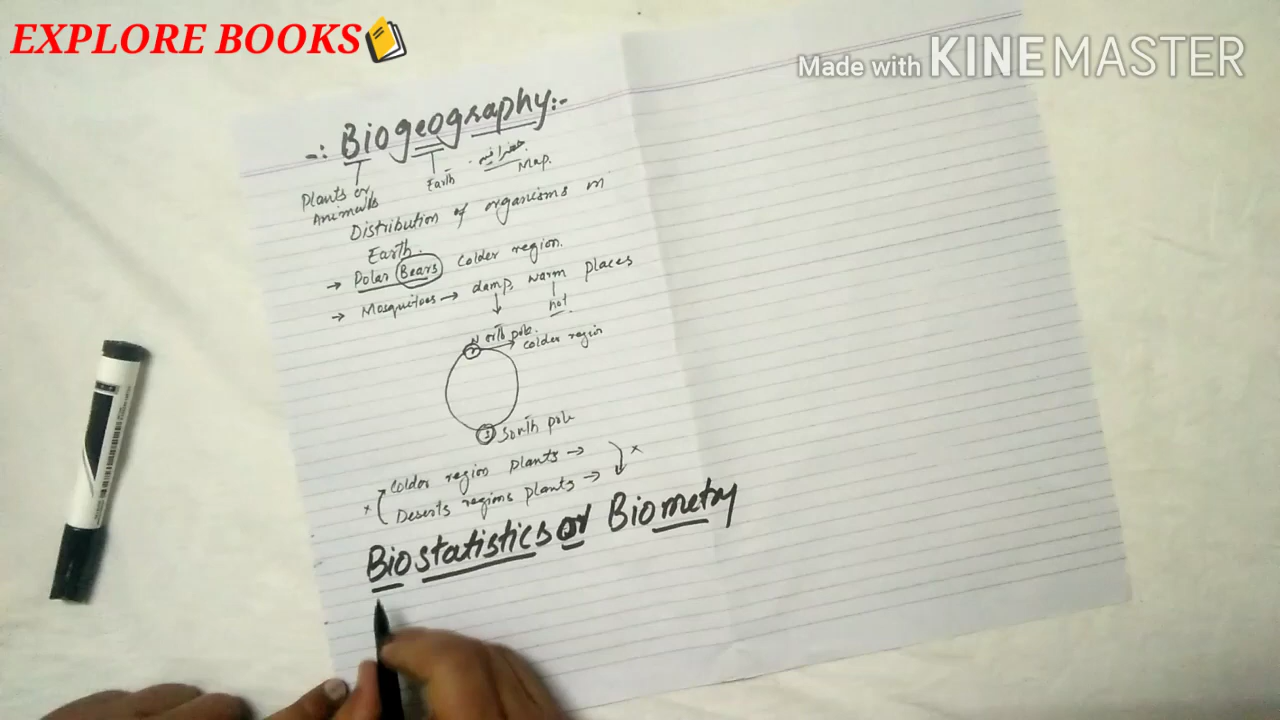 EXPLORE BOOKS
Made with KINEMASTER
-: Biogeography:-
Plants or Animals
Earth
جغرافیہ
Map.
Distribution of organisms on
Earth.
→ Polar Bears colder region.
→ Mosquitoes → damp, warm places
hot
North pole.
→ colder region
S South pole
Colder region plants →
Deserts regions plants →
Biostatistics or Biometry